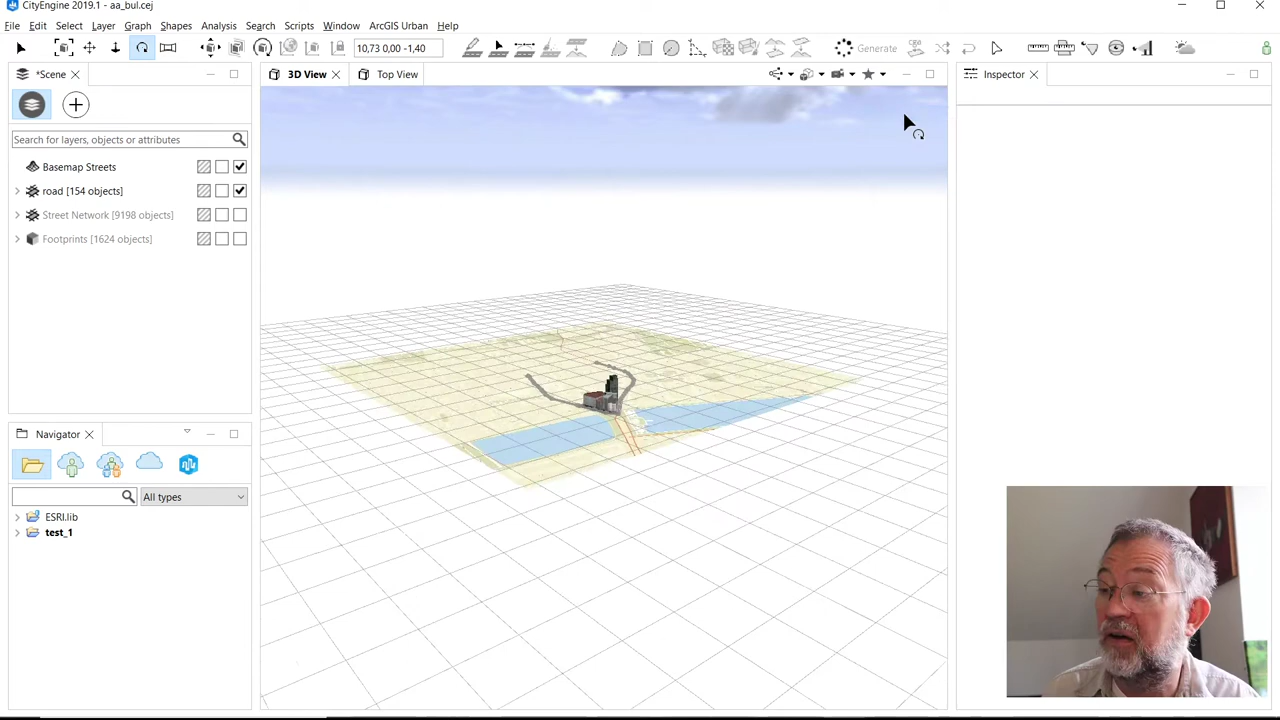 CityEngine 2019.1 - aa_bul.cej
File Edit Select Layer Graph Shapes Analysis Search Scripts Window ArcGIS Urban Help
10,73 0,00 -1,40
Generate
*Scene
3D View
Top View
Inspector
Search for layers, objects or attributes
Basemap Streets
road [154 objects]
Street Network [9198 objects]
Footprints [1624 objects]
Navigator
All types
ESRI.lib
test_1